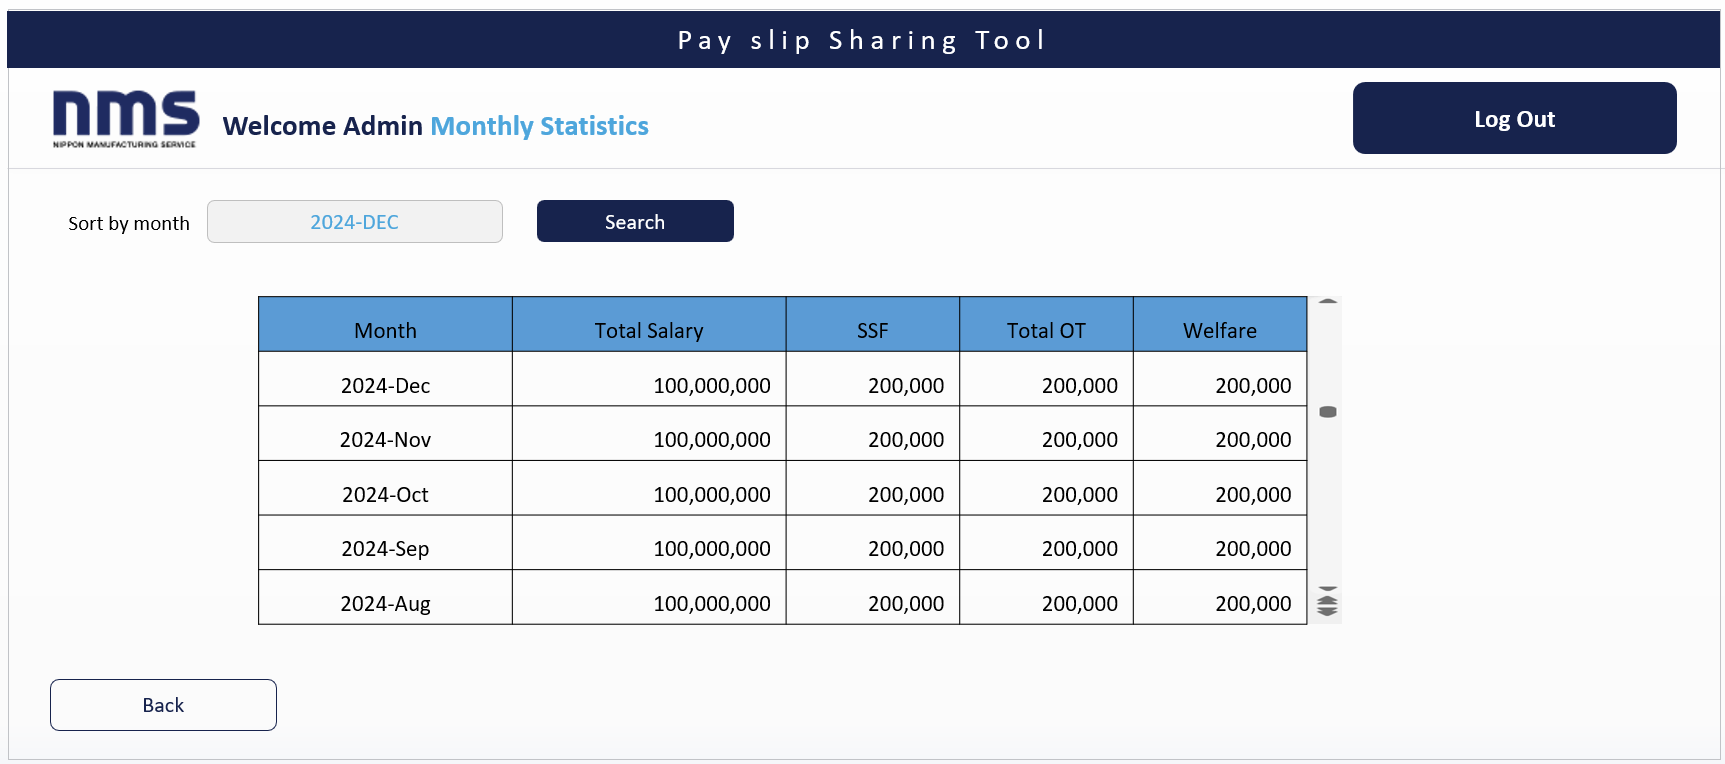 Pay slip Sharing Tool
nms
NIPPON MANUFACTURING SERVICE
Welcome Admin Monthly Statistics
Log Out
Sort by month 2024-DEC Search
Month Total Salary SSF Total OT Welfare
2024-Dec 100,000,000 200,000 200,000 200,000
2024-Nov 100,000,000 200,000 200,000 200,000
2024-Oct 100,000,000 200,000 200,000 200,000
2024-Sep 100,000,000 200,000 200,000 200,000
2024-Aug 100,000,000 200,000 200,000 200,000
Back